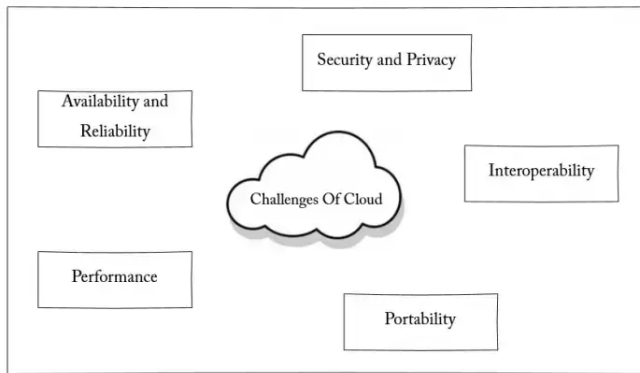 Security and Privacy
Availability and
Reliability
Interoperability
Challenges Of Cloud
Performance
Portability